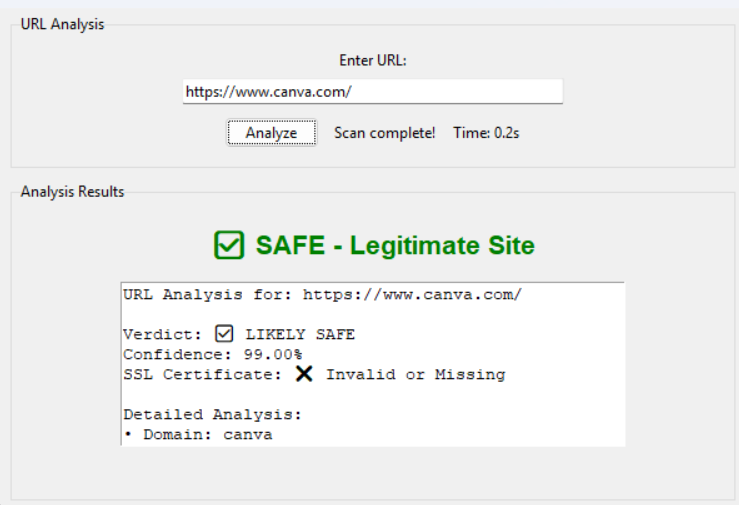 URL Analysis
Enter URL:
https://www.canva.com/
Analyze Scan complete! Time: 0.2s
Analysis Results
☑ SAFE - Legitimate Site
URL Analysis for: https://www.canva.com/
Verdict: ☑ LIKELY SAFE
Confidence: 99.00%
SSL Certificate: ❌ Invalid or Missing
Detailed Analysis:
• Domain: canva